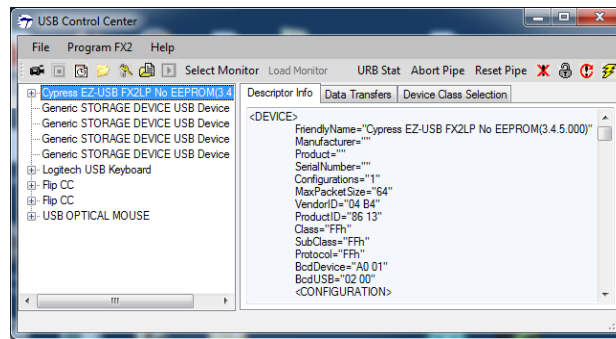 USB Control Center
File Program FX2 Help
Select Monitor Load Monitor URB Stat Abort Pipe Reset Pipe
Cypress EZ-USB FX2LP No EEPROM(3.4
Generic STORAGE DEVICE USB Device
Generic STORAGE DEVICE USB Device
Generic STORAGE DEVICE USB Device
Generic STORAGE DEVICE USB Device
Logitech USB Keyboard
Flip CC
Flip CC
USB OPTICAL MOUSE
Descriptor Info Data Transfers Device Class Selection
<DEVICE>
FriendlyName="Cypress EZ-USB FX2LP No EEPROM(3.4.5.000)"
Manufacturer=""
Product=""
SerialNumber=""
Configurations="1"
MaxPacketSize="64"
VendorID="04 B4"
ProductID="86 13"
Class="FFh"
SubClass="FFh"
Protocol="FFh"
BcdDevice="A0 01"
BcdUSB="02 00"
<CONFIGURATION>